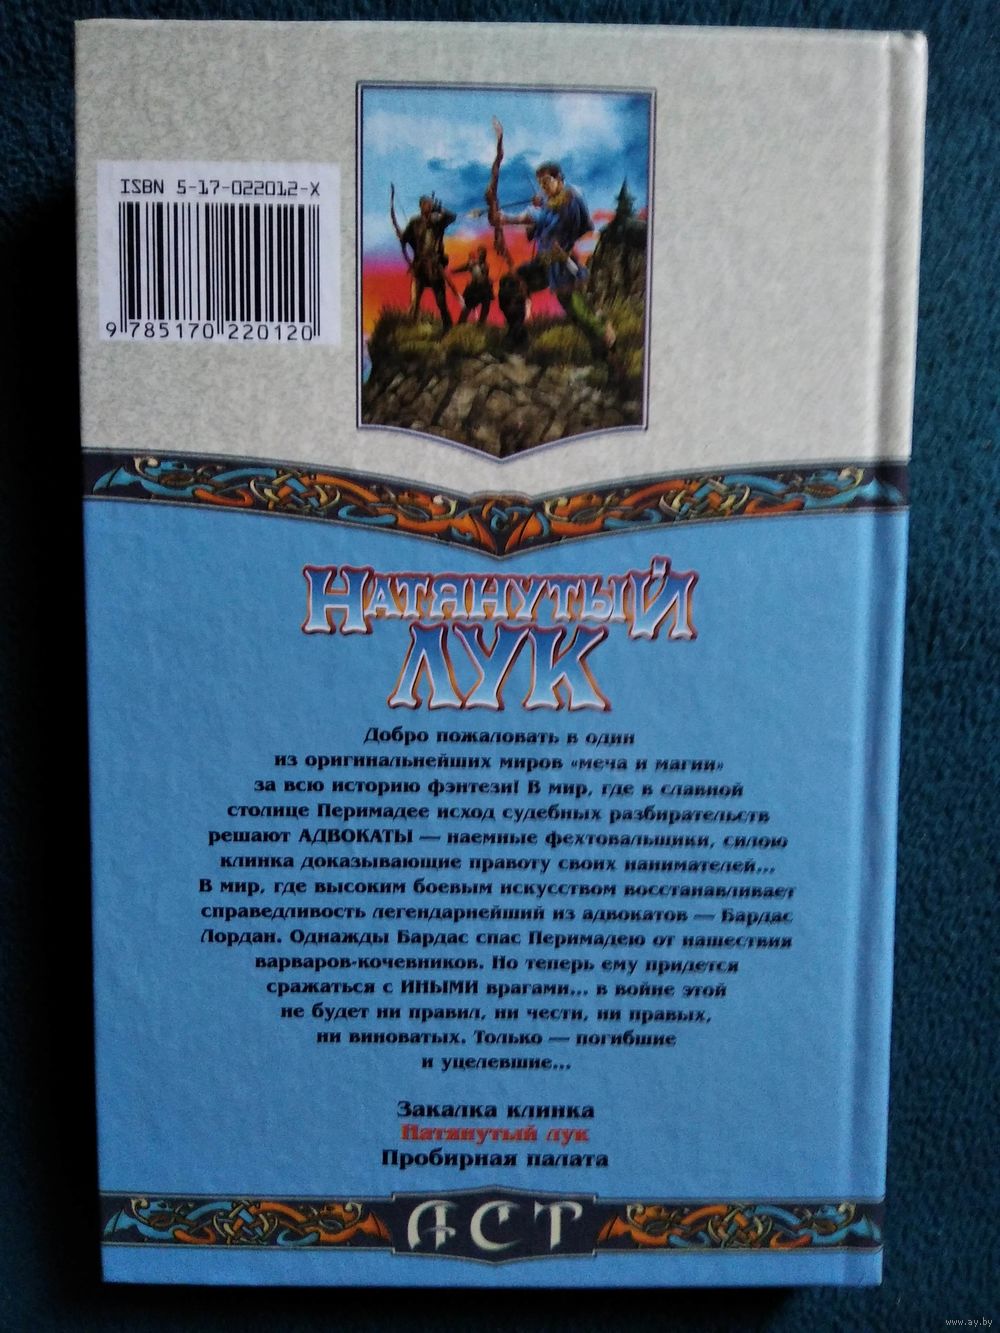 ISBN 5-17-022012-X
9 785170 220120
НАТЯНУТЫЙ
ЛУК
Добро пожаловать в один
из оригинальнейших миров «меча и магии»
за всю историю фэнтези! В мир, где в славной
столице Перимадее исход судебных разбирательств
решают АДВОКАТЫ — наемные фехтовальщики, силою
клинка доказывающие правоту своих нанимателей...
В мир, где высоким боевым искусством восстанавливает
справедливость легендарнейший из адвокатов — Бардас
Лордан. Однажды Бардас спас Перимадею от нашествия
варваров-кочевников. Но теперь ему придется
сражаться с ИНЫМИ врагами... в войне этой
не будет ни правил, ни чести, ни правых,
ни виноватых. Только — погибшие
и уцелевшие...
Закалка клинка
Натянутый лук
Пробирная палата
АСТ
www.ay.by